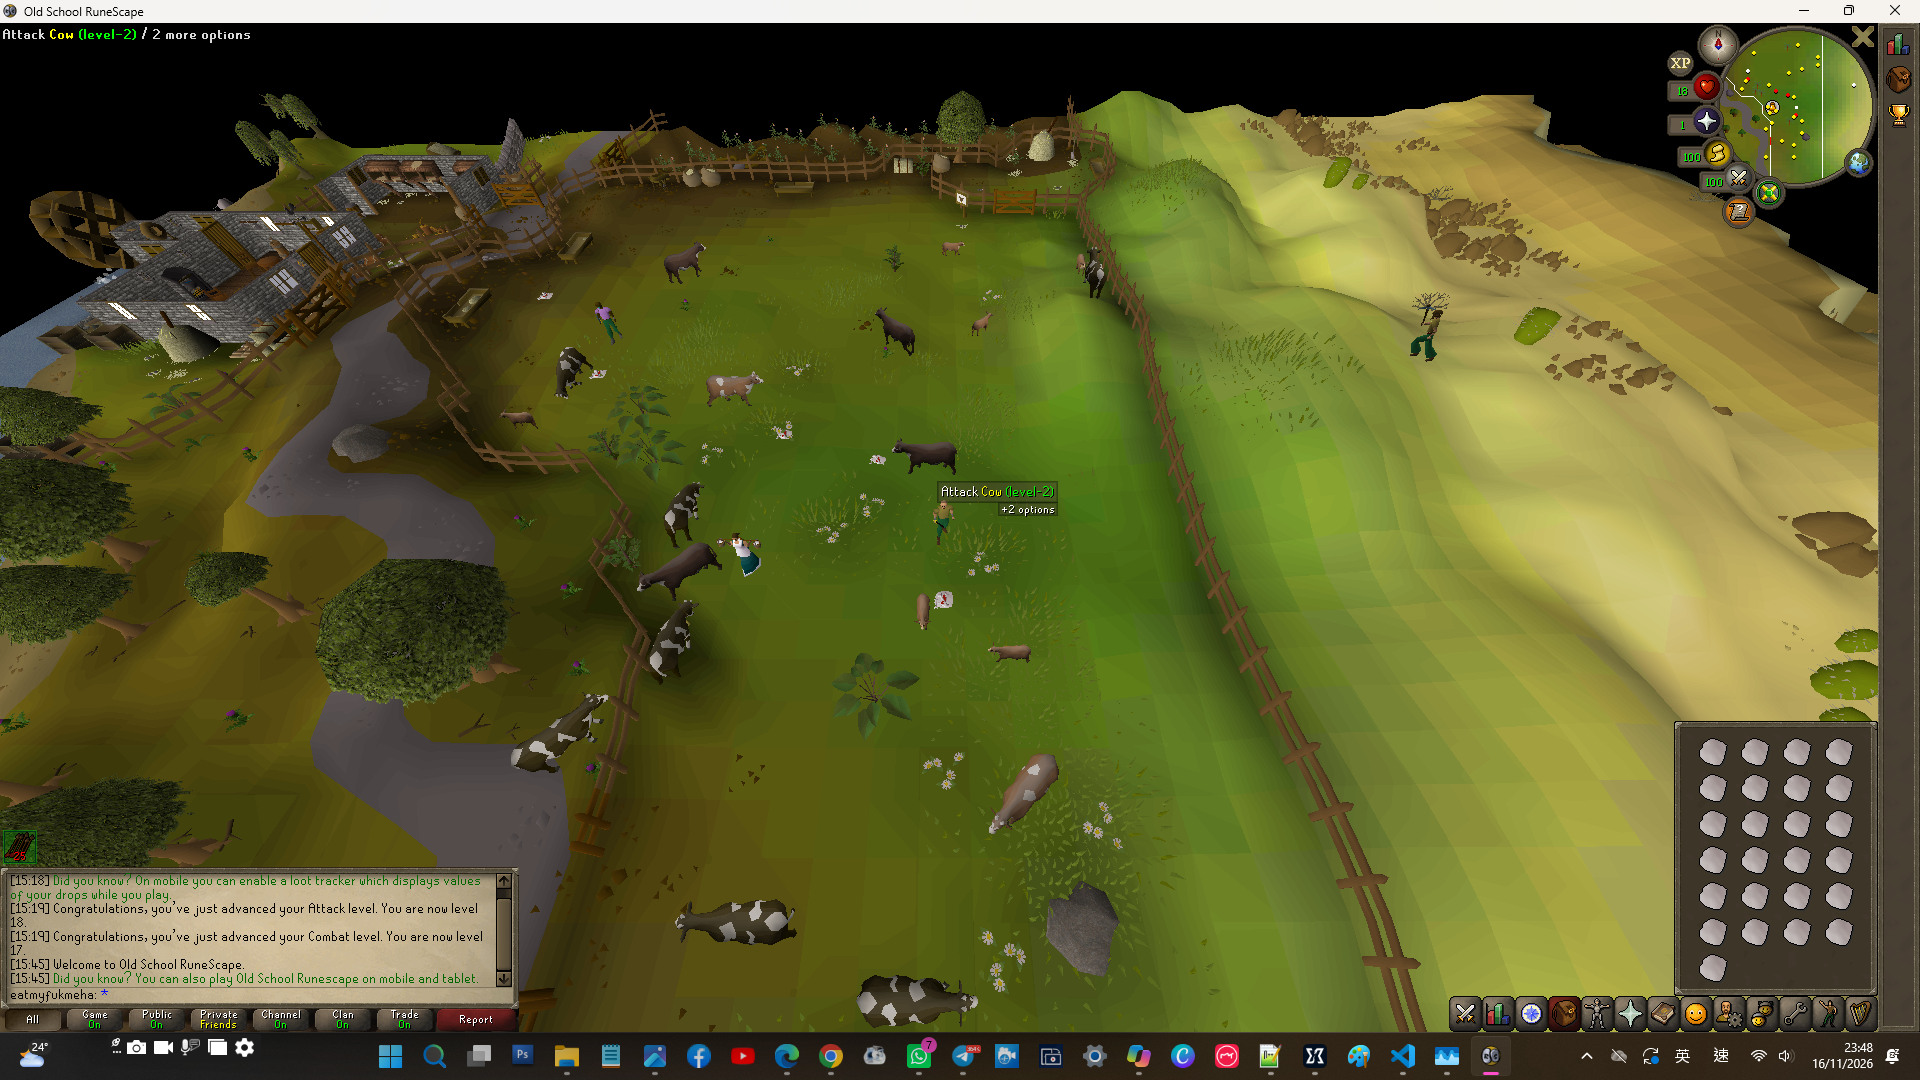 Old School RuneScape
Attack Cow (level-2) / 2 more options
N
XP
18
1
100
100
Attack Cow (level-2)
+2 options
29
[15:18] Did you know? On mobile you can enable a loot tracker which displays values
of your drops while you play.
[15:19] Congratulations, you've just advanced your Attack level. You are now level
18.
[15:19] Congratulations, you've just advanced your Combat level. You are now level
17.
[15:45] Welcome to Old School RuneScape.
[15:45] Did you know? You can also play Old School Runescape on mobile and tablet.
eatmyfukmeha: *
All
Game
On
Public
On
Private
Friends
Channel
On
Clan
On
Trade
On
Report
24°
Ps
7
英
速
23:48
16/11/2026